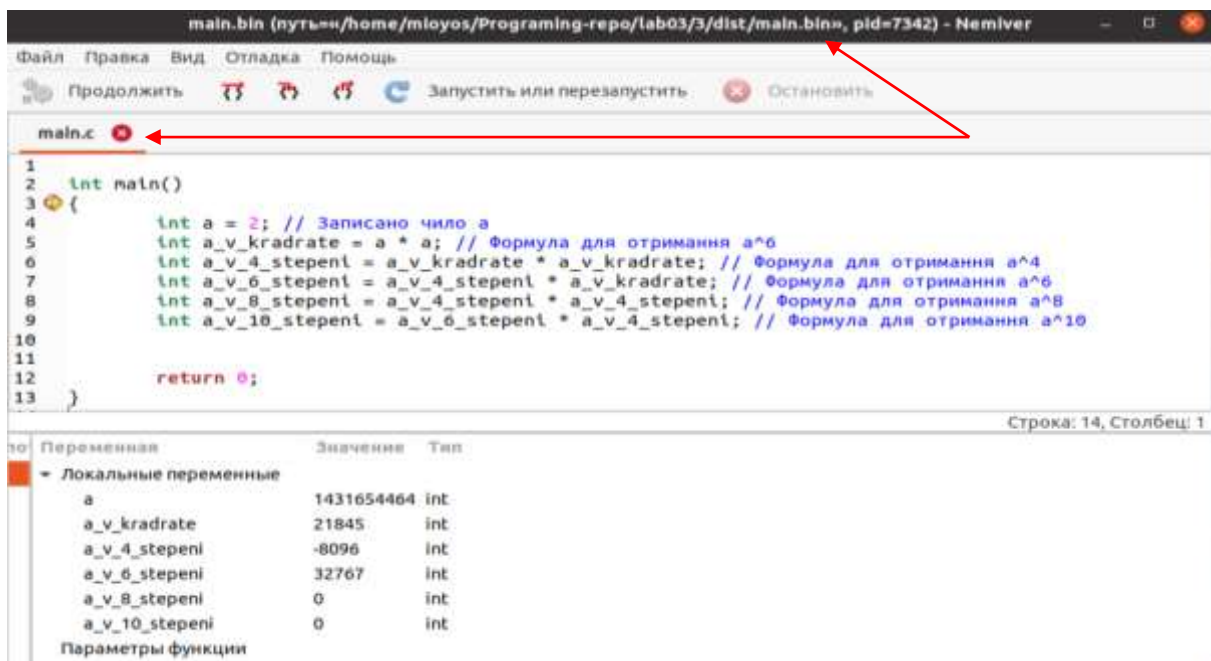 main.bin (путь=«/home/mloyos/Programing-repo/lab03/3/dist/main.bin», pid=7342) - Nemiver
Файл Правка Вид Отладка Помощь
Продолжить Запустить или перезапустить Остановить
main.c
1
2 int main()
3 {
4 int a = 2; // Записано чило a
5 int a_v_kradrate = a * a; // Формула для отримання a^6
6 int a_v_4_stepeni = a_v_kradrate * a_v_kradrate; // Формула для отримання a^4
7 int a_v_6_stepeni = a_v_4_stepeni * a_v_kradrate; // Формула для отримання a^6
8 int a_v_8_stepeni = a_v_4_stepeni * a_v_4_stepeni; // Формула для отримання a^8
9 int a_v_10_stepeni = a_v_6_stepeni * a_v_4_stepeni; // Формула для отримання a^10
10
11
12 return 0;
13 }
Строка: 14, Столбец: 1
Переменная Значение Тип
Локальные переменные
a 1431654464 int
a_v_kradrate 21845 int
a_v_4_stepeni -8096 int
a_v_6_stepeni 32767 int
a_v_8_stepeni 0 int
a_v_10_stepeni 0 int
Параметры функции